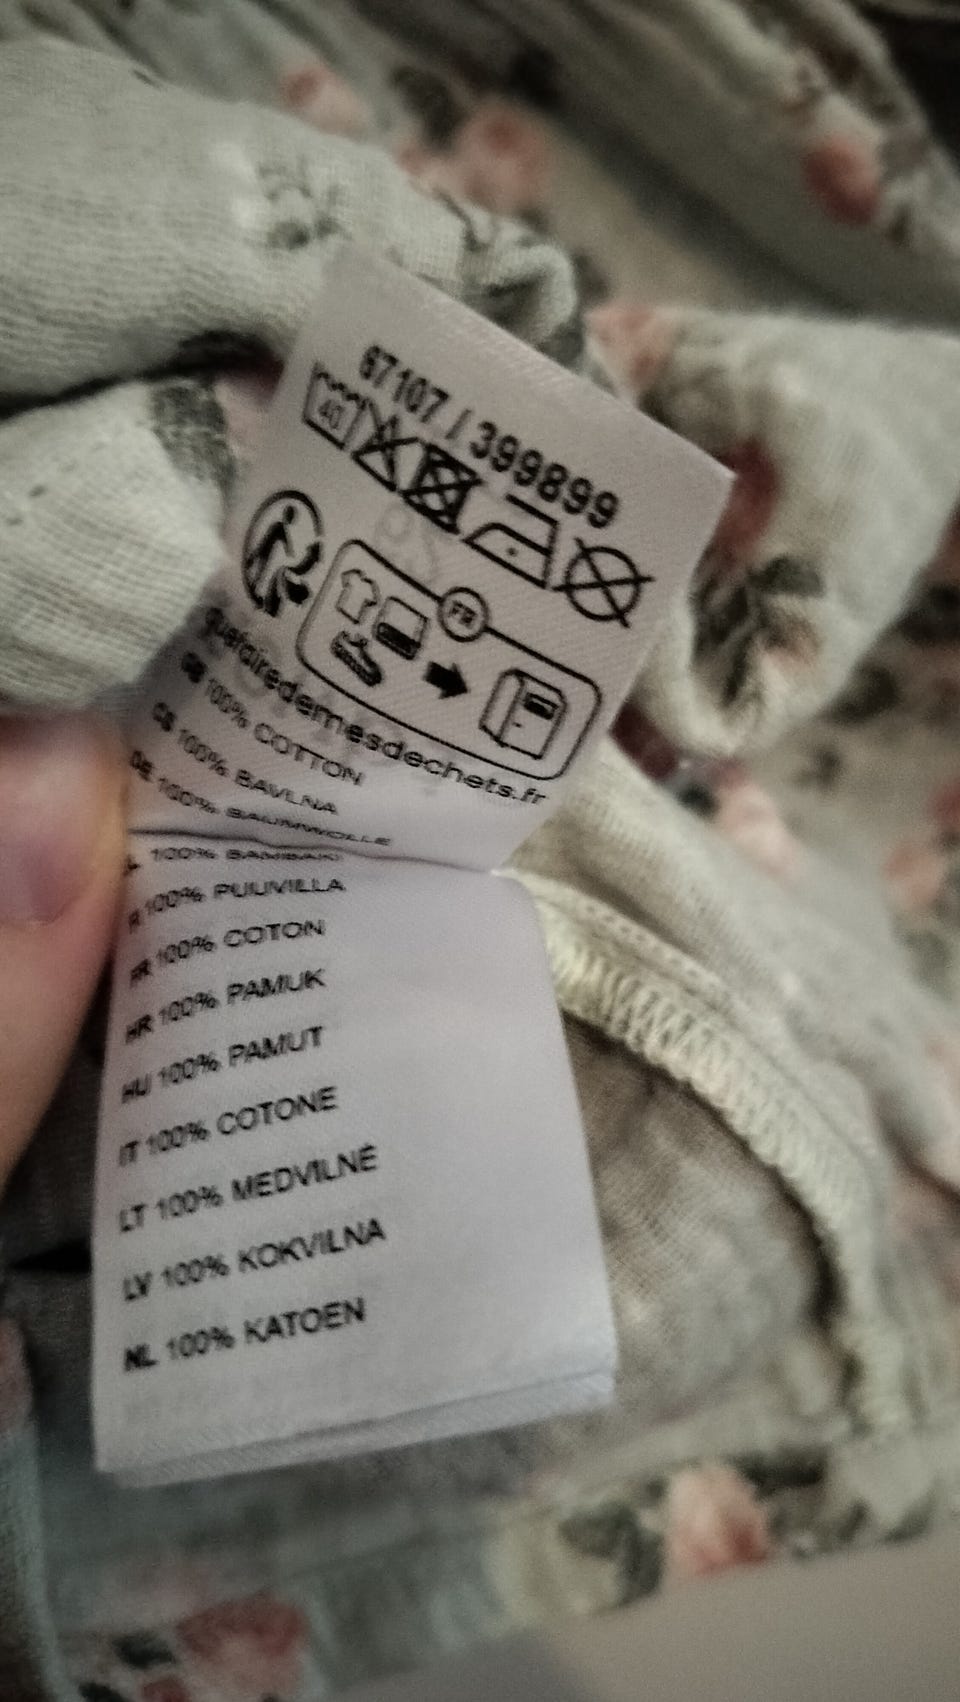 67107 / 399899
40
FR
quefairedemesdechets.fr
GB 100% COTTON
CS 100% BAVLNA
DE 100% BAUMWOLLE
100% BAMBAKI
100% PUUVILLA
FR 100% COTON
HR 100% PAMUK
HU 100% PAMUT
IT 100% COTONE
LT 100% MEDVILNĖ
LV 100% KOKVILNA
NL 100% KATOEN